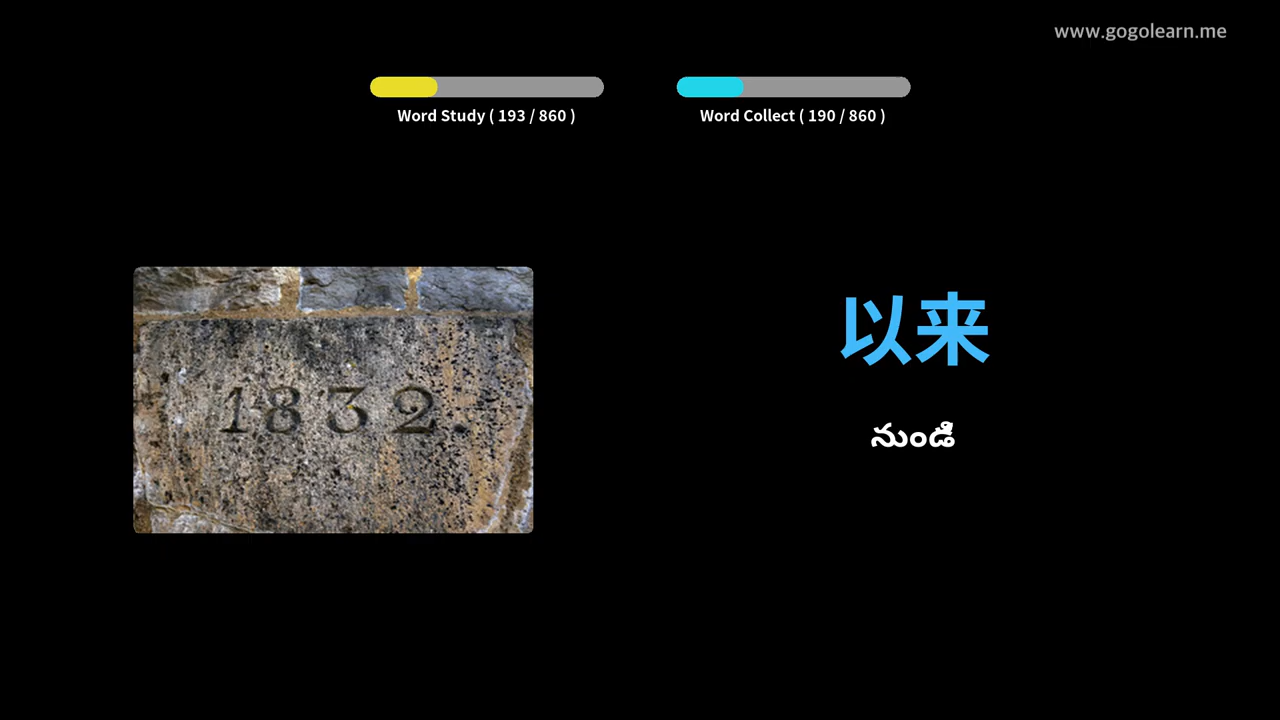 www.gogolearn.me
Word Study ( 193 / 860 )
Word Collect ( 190 / 860 )
1832.
以来
నుండి